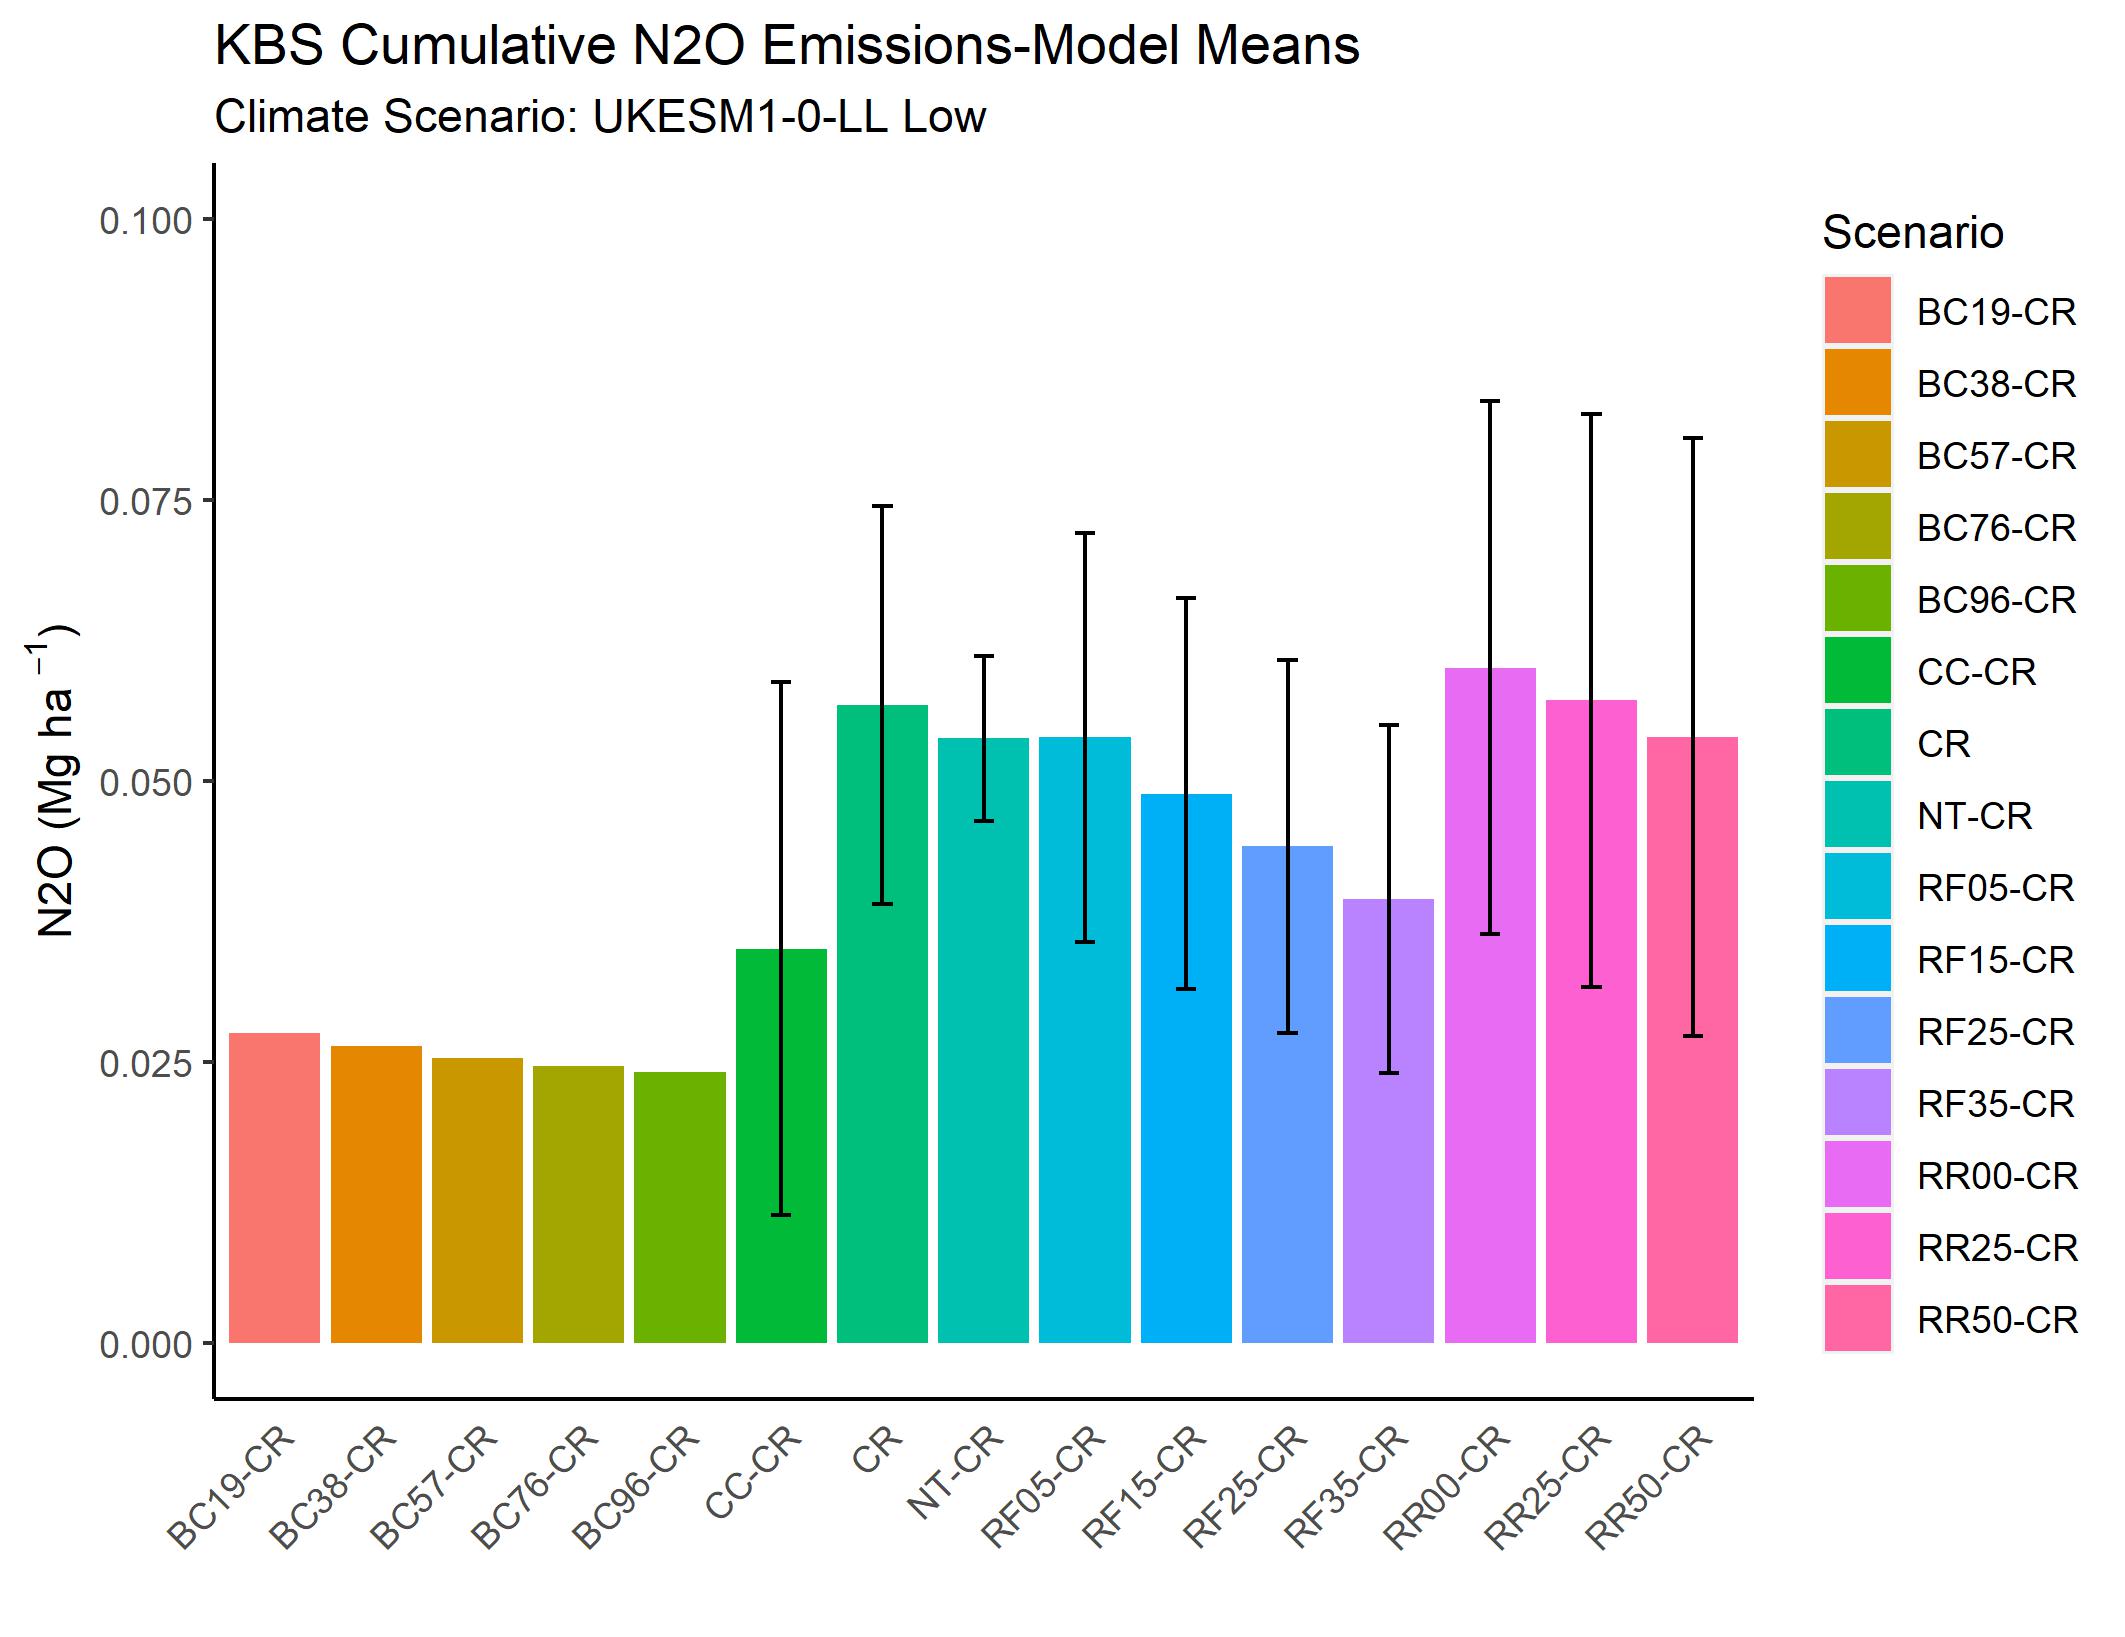 KBS Cumulative N2O Emissions-Model Means
Climate Scenario: UKESM1-0-LL Low
N2O (Mg ha −1)
0.100
0.075
0.050
0.025
0.000
BC19-CR
BC38-CR
BC57-CR
BC76-CR
BC96-CR
CC-CR
CR
NT-CR
RF05-CR
RF15-CR
RF25-CR
RF35-CR
RR00-CR
RR25-CR
RR50-CR
Scenario
BC19-CR
BC38-CR
BC57-CR
BC76-CR
BC96-CR
CC-CR
CR
NT-CR
RF05-CR
RF15-CR
RF25-CR
RF35-CR
RR00-CR
RR25-CR
RR50-CR